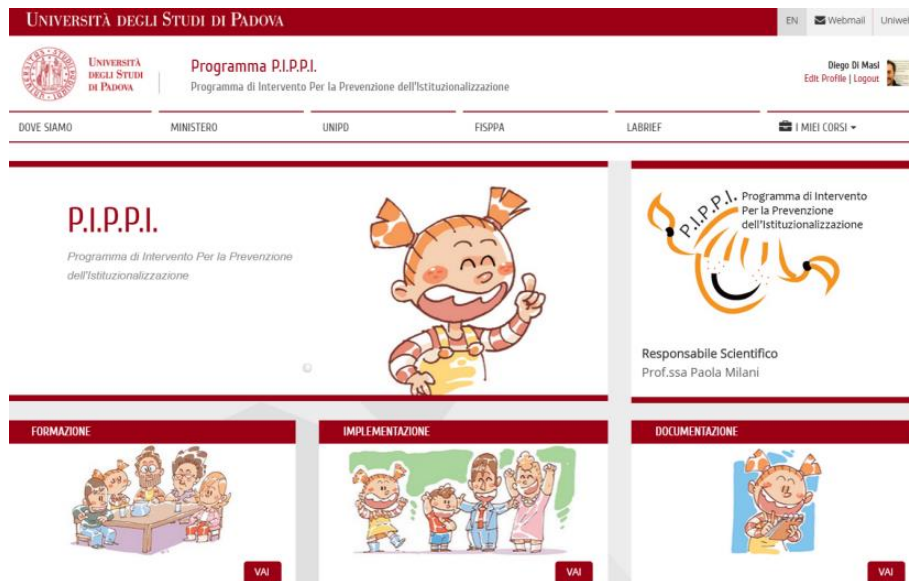 UNIVERSITÀ DEGLI STUDI DI PADOVA
EN Webmail
UNIVERSITÀ
DEGLI STUDI
DI PADOVA
Programma P.I.P.P.I.
Programma di Intervento Per la Prevenzione dell'Istituzionalizzazione
Diego Di Masi
Edit Profile | Logout
DOVE SIAMO MINISTERO UNIPD FISPPA LABRIEF I MIEI CORSI
P.I.P.P.I.
Programma di Intervento Per la Prevenzione
dell'Istituzionalizzazione
P.I.P.P.I. Programma di Intervento
Per la Prevenzione
dell'Istituzionalizzazione
Responsabile Scientifico
Prof.ssa Paola Milani
FORMAZIONE IMPLEMENTAZIONE DOCUMENTAZIONE
VAI VAI VAI